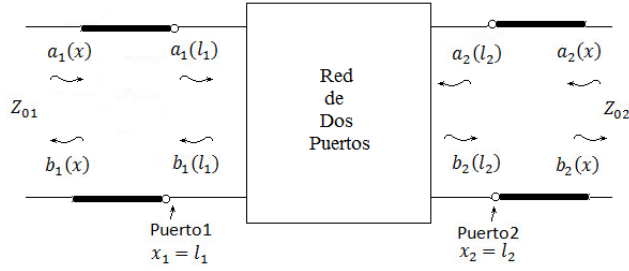 a₁(x) a₁(l₁)
Z₀₁
b₁(x) b₁(l₁)
Puerto1
x₁ = l₁
Red
de
Dos
Puertos
a₂(l₂) a₂(x)
Z₀₂
b₂(l₂) b₂(x)
Puerto2
x₂ = l₂